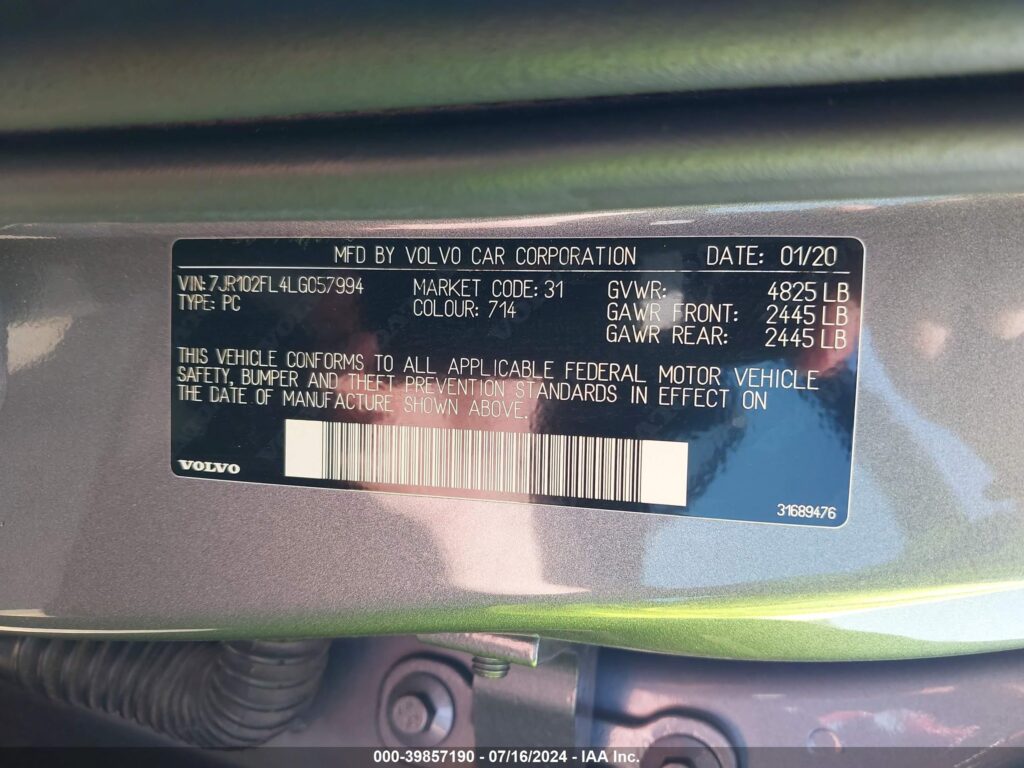 MFD BY VOLVO CAR CORPORATION DATE: 01/20
VIN: 7JR102FL4LG057994 MARKET CODE: 31 GVWR: 4825 LB
TYPE: PC COLOUR: 714 GAWR FRONT: 2445 LB
GAWR REAR: 2445 LB
THIS VEHICLE CONFORMS TO ALL APPLICABLE FEDERAL MOTOR VEHICLE
SAFETY, BUMPER AND THEFT PREVENTION STANDARDS IN EFFECT ON
THE DATE OF MANUFACTURE SHOWN ABOVE.
VOLVO
31689476
000-39857190 - 07/16/2024 - IAA Inc.